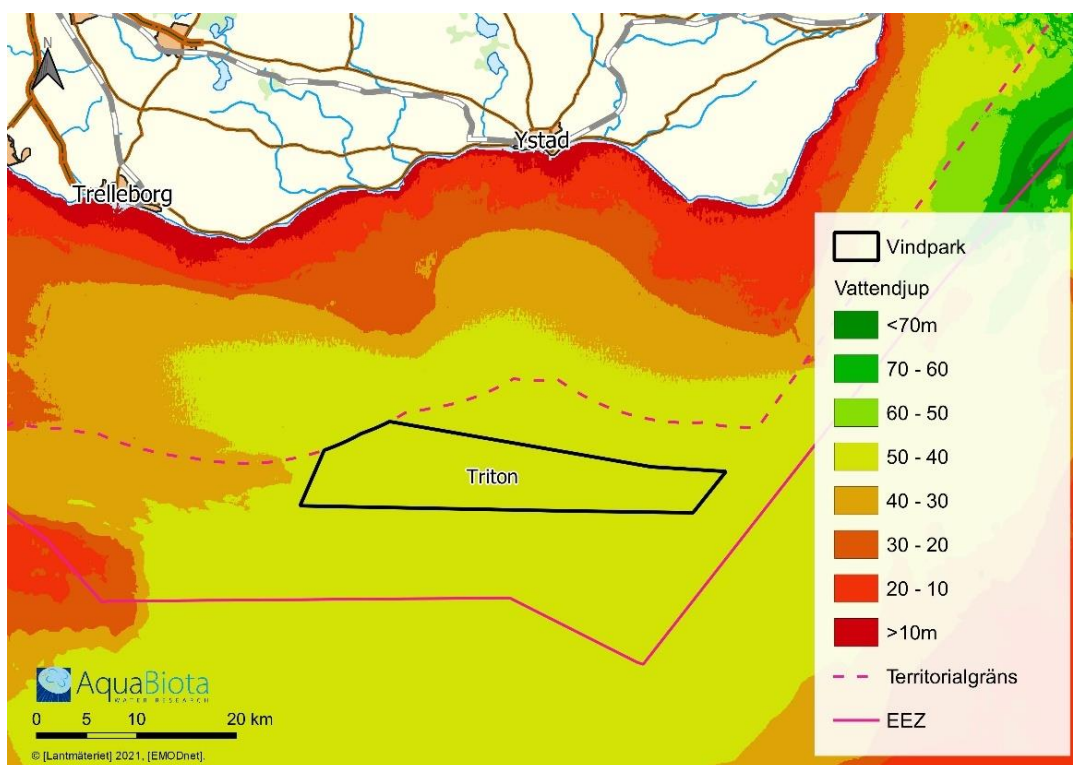 N
Ystad
Trelleborg
Triton
Vindpark
Vattendjup
<70m
70 - 60
60 - 50
50 - 40
40 - 30
30 - 20
20 - 10
>10m
Territorialgräns
EEZ
AquaBiota
WATER RESEARCH
0 5 10 20 km
© [Lantmäteriet] 2021, [EMODnet].